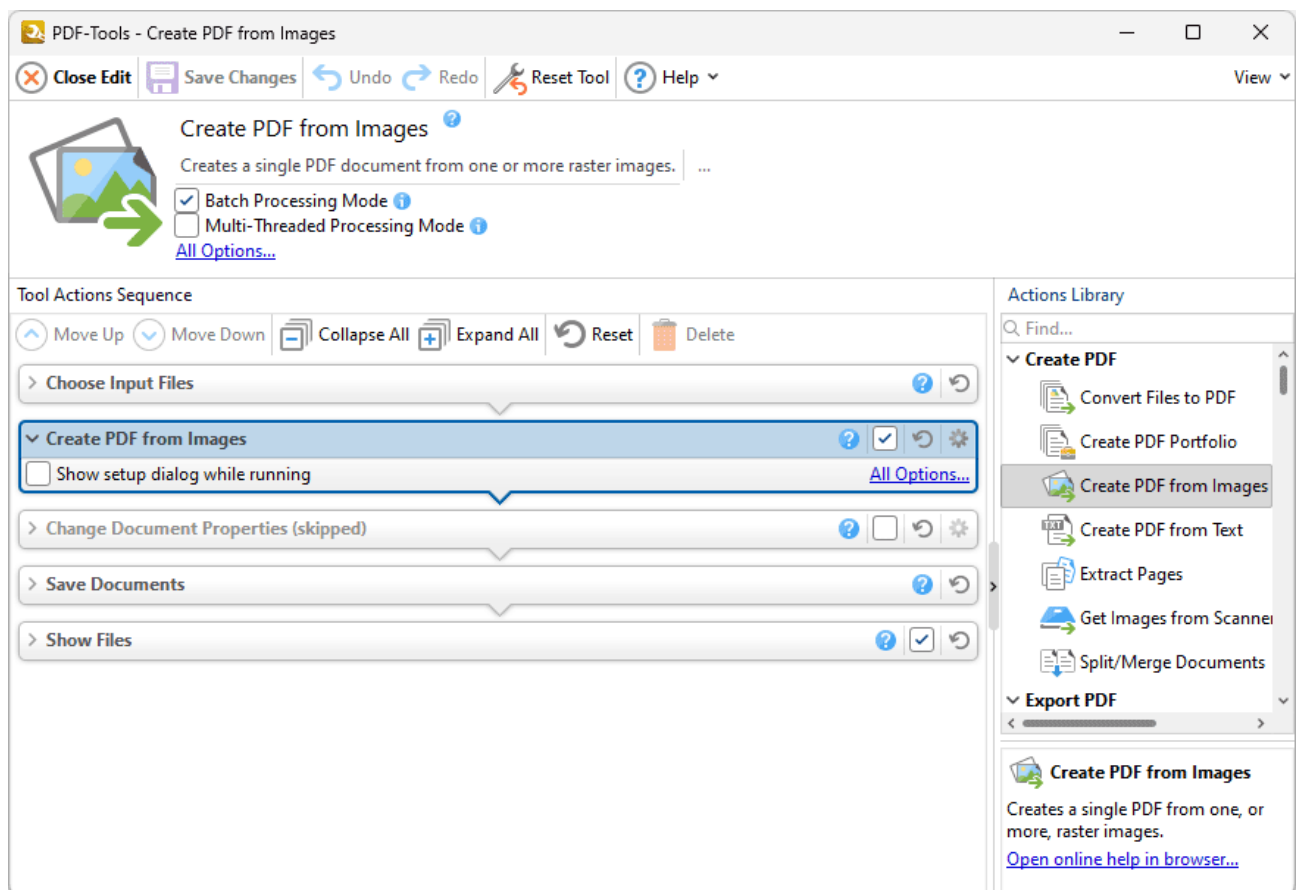 PDF-Tools - Create PDF from Images
Close Edit Save Changes Undo Redo Reset Tool Help View
Create PDF from Images
Creates a single PDF document from one or more raster images. ...
Batch Processing Mode
Multi-Threaded Processing Mode
All Options...
Tool Actions Sequence
Move Up Move Down Collapse All Expand All Reset Delete
Choose Input Files
Create PDF from Images
Show setup dialog while running All Options...
Change Document Properties (skipped)
Save Documents
Show Files
Actions Library
Find...
Create PDF
Convert Files to PDF
Create PDF Portfolio
Create PDF from Images
TXT Create PDF from Text
Extract Pages
Get Images from Scanner
Split/Merge Documents
Export PDF
Create PDF from Images
Creates a single PDF from one, or
more, raster images.
Open online help in browser...